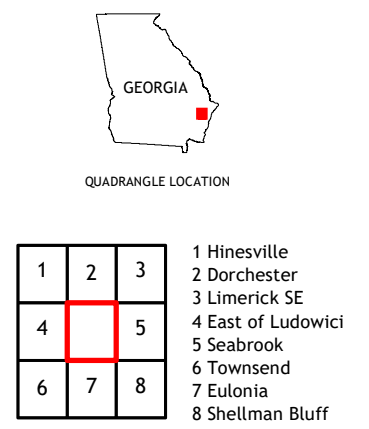 GEORGIA
QUADRANGLE LOCATION
1 2 3
4 5
6 7 8
1 Hinesville
2 Dorchester
3 Limerick SE
4 East of Ludowici
5 Seabrook
6 Townsend
7 Eulonia
8 Shellman Bluff